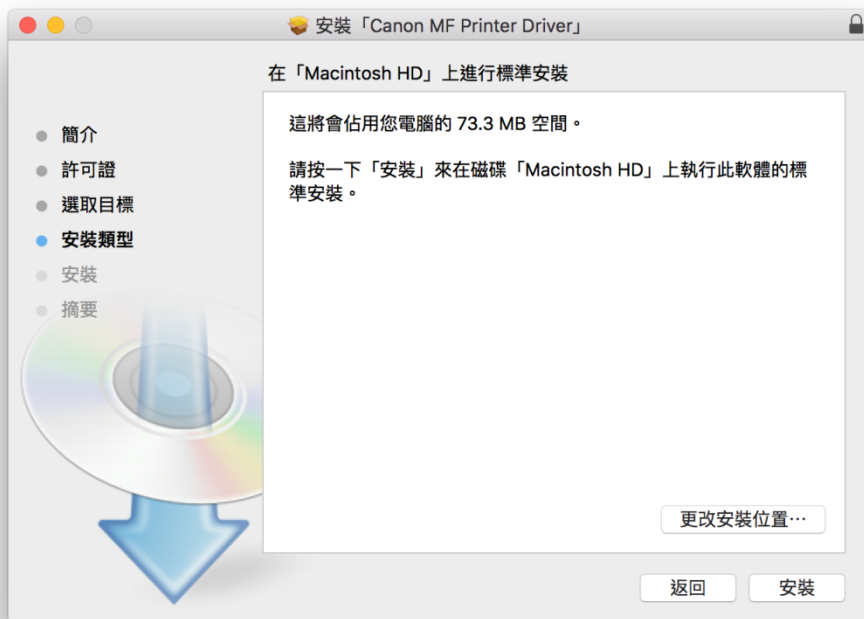 安裝「Canon MF Printer Driver」
在「Macintosh HD」上進行標準安裝
簡介
許可證
選取目標
安裝類型
安裝
摘要
這將會佔用您電腦的 73.3 MB 空間。
請按一下「安裝」來在磁碟「Macintosh HD」上執行此軟體的標
準安裝。
更改安裝位置⋯
返回
安裝